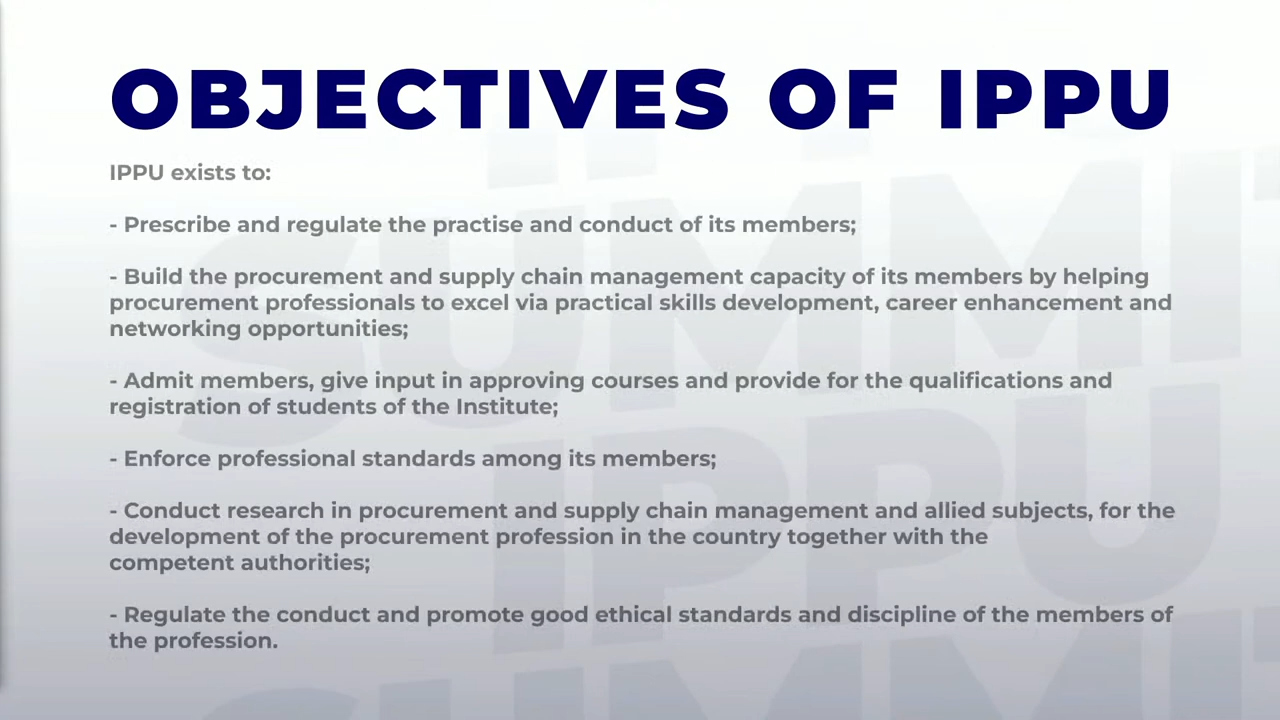 OBJECTIVES OF IPPU
IPPU exists to:
- Prescribe and regulate the practise and conduct of its members;
- Build the procurement and supply chain management capacity of its members by helping
procurement professionals to excel via practical skills development, career enhancement and
networking opportunities;
- Admit members, give input in approving courses and provide for the qualifications and
registration of students of the Institute;
- Enforce professional standards among its members;
- Conduct research in procurement and supply chain management and allied subjects, for the
development of the procurement profession in the country together with the
competent authorities;
- Regulate the conduct and promote good ethical standards and discipline of the members of
the profession.
SUMMIT
IPPU
SUMMIT